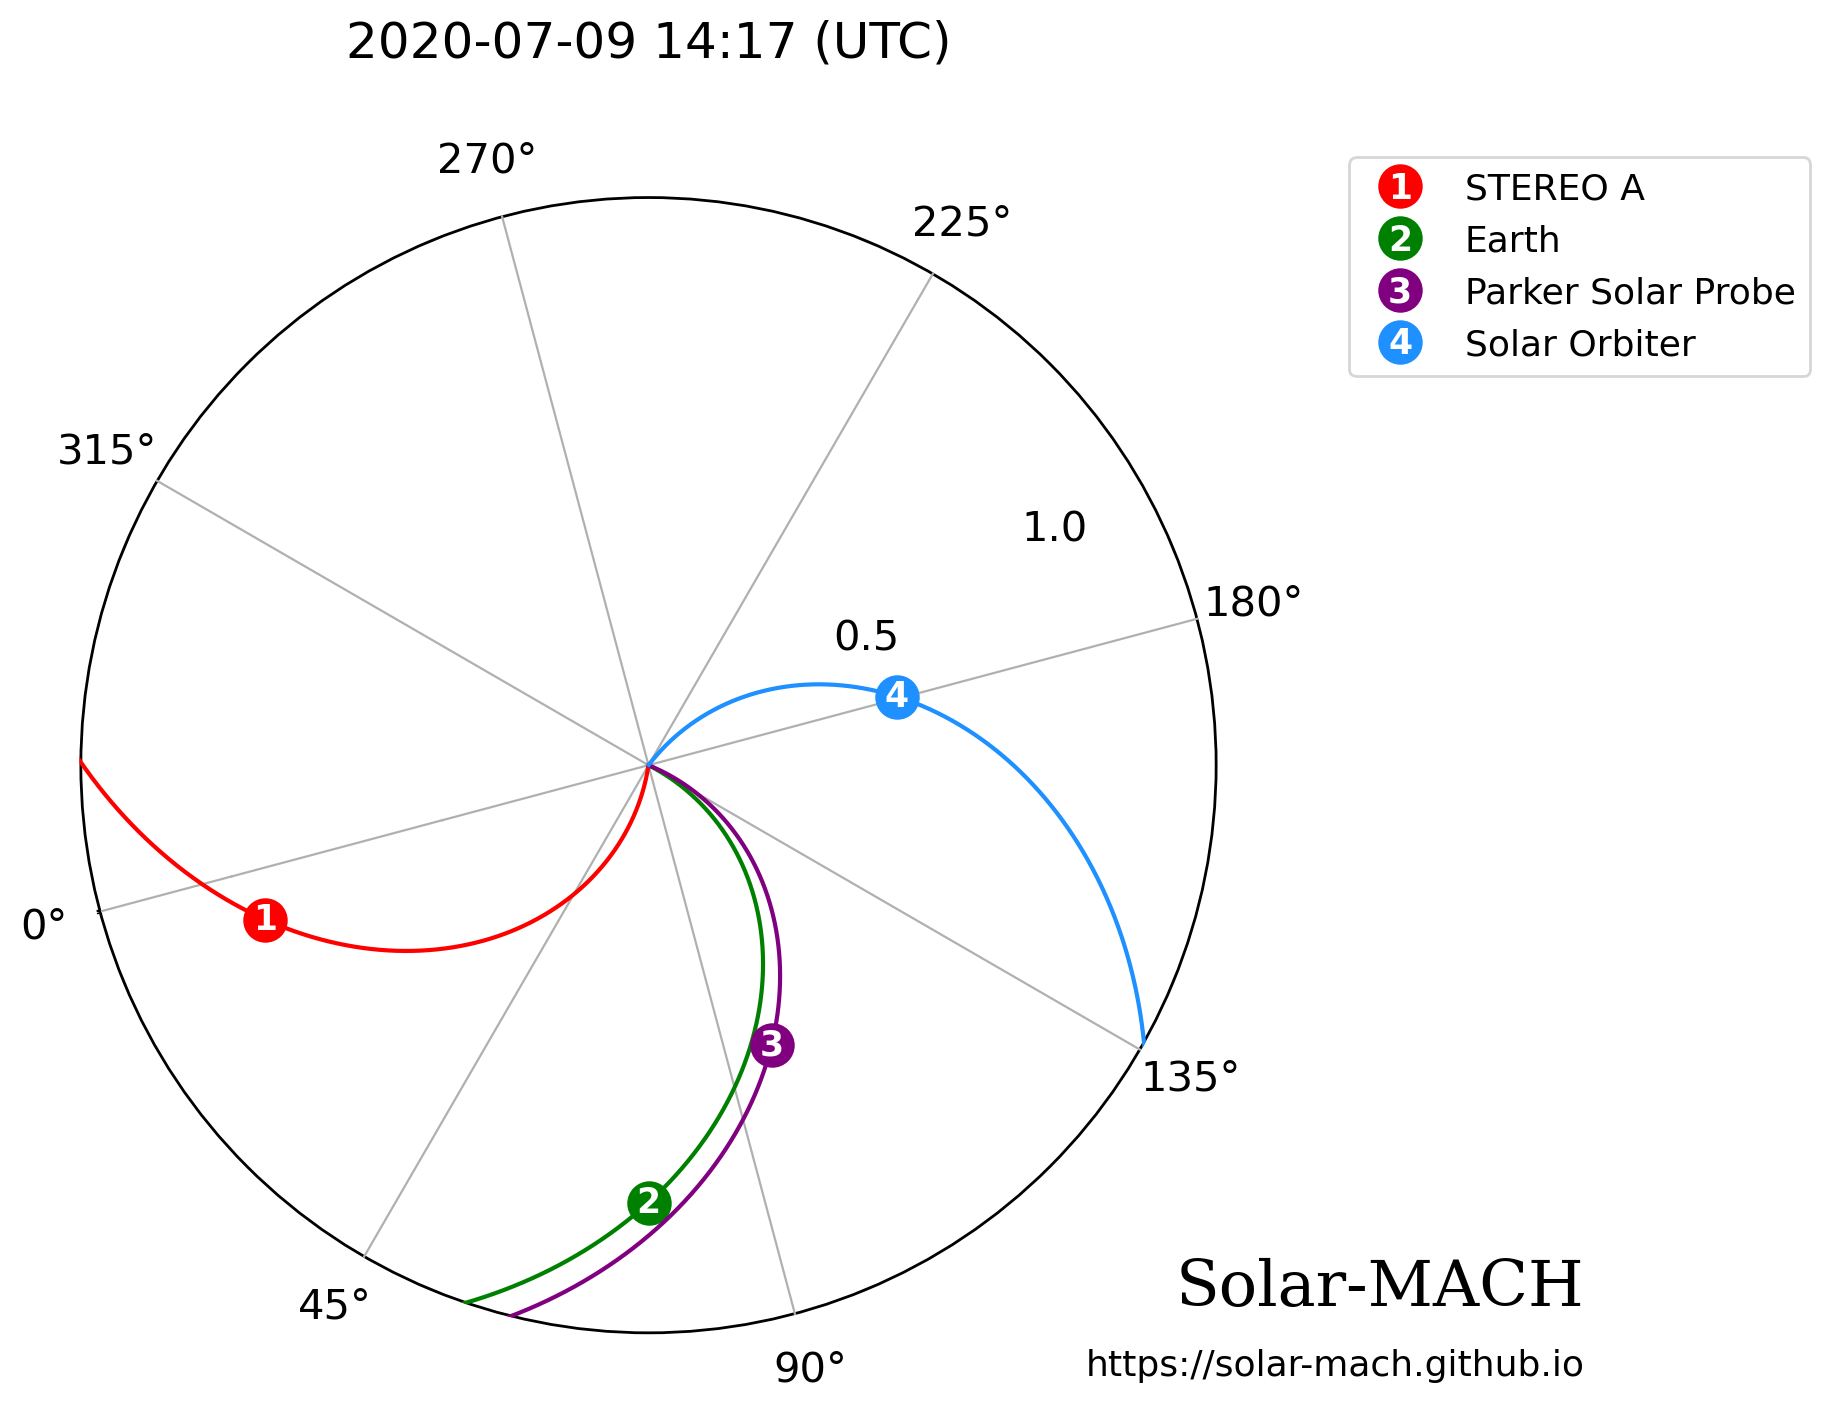 2020-07-09 14:17 (UTC)
270°
225°
315°
1.0
180°
0.5
0°
135°
45°
90°
1
2
3
4
1 STEREO A
2 Earth
3 Parker Solar Probe
4 Solar Orbiter
Solar-MACH
https://solar-mach.github.io